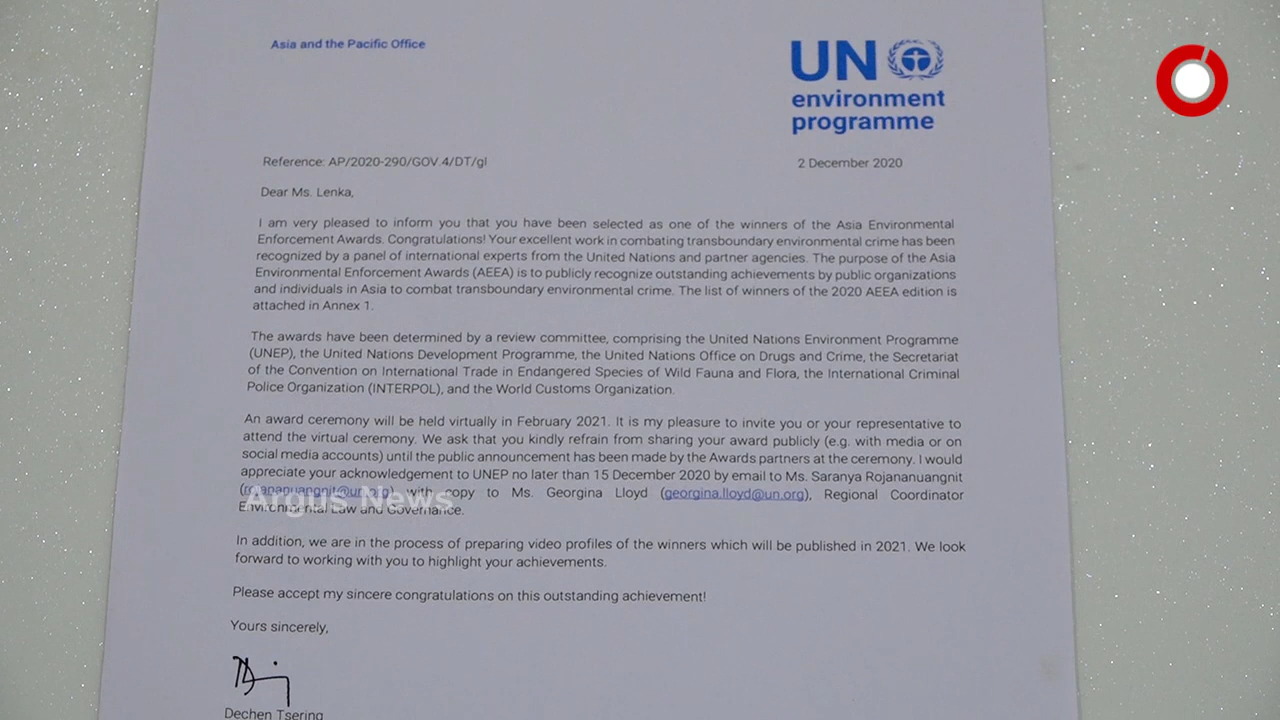 Asia and the Pacific Office
UN
environment
programme
Reference: AP/2020-290/GOV.4/DT/gl
2 December 2020
Dear Ms. Lenka,
I am very pleased to inform you that you have been selected as one of the winners of the Asia Environmental
Enforcement Awards. Congratulations! Your excellent work in combating transboundary environmental crime has been
recognized by a panel of international experts from the United Nations and partner agencies. The purpose of the Asia
Environmental Enforcement Awards (AEEA) is to publicly recognize outstanding achievements by public organizations
and individuals in Asia to combat transboundary environmental crime. The list of winners of the 2020 AEEA edition is
attached in Annex 1.
The awards have been determined by a review committee, comprising the United Nations Environment Programme
(UNEP), the United Nations Development Programme, the United Nations Office on Drugs and Crime, the Secretariat
of the Convention on International Trade in Endangered Species of Wild Fauna and Flora, the International Criminal
Police Organization (INTERPOL), and the World Customs Organization.
An award ceremony will be held virtually in February 2021. It is my pleasure to invite you or your representative to
attend the virtual ceremony. We ask that you kindly refrain from sharing your award publicly (e.g. with media or on
social media accounts) until the public announcement has been made by the Awards partners at the ceremony. I would
appreciate your acknowledgement to UNEP no later than 15 December 2020 by email to Ms. Saranya Rojananuangnit
(rojananuangnit@un.org), with copy to Ms. Georgina Lloyd (georgina.lloyd@un.org), Regional Coordinator
Environmental Law and Governance.
Argus News
In addition, we are in the process of preparing video profiles of the winners which will be published in 2021. We look
forward to working with you to highlight your achievements.
Please accept my sincere congratulations on this outstanding achievement!
Yours sincerely,
Dechen Tsering